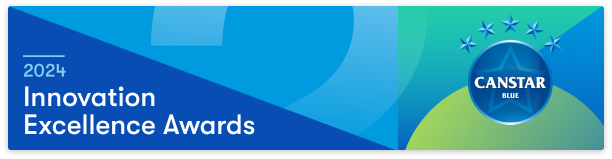 2024
Innovation
Excellence Awards
CANSTAR
BLUE